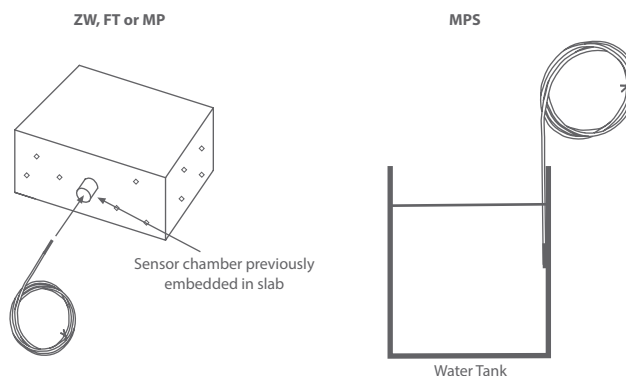 ZW, FT or MP
MPS
Sensor chamber previously
embedded in slab
Water Tank